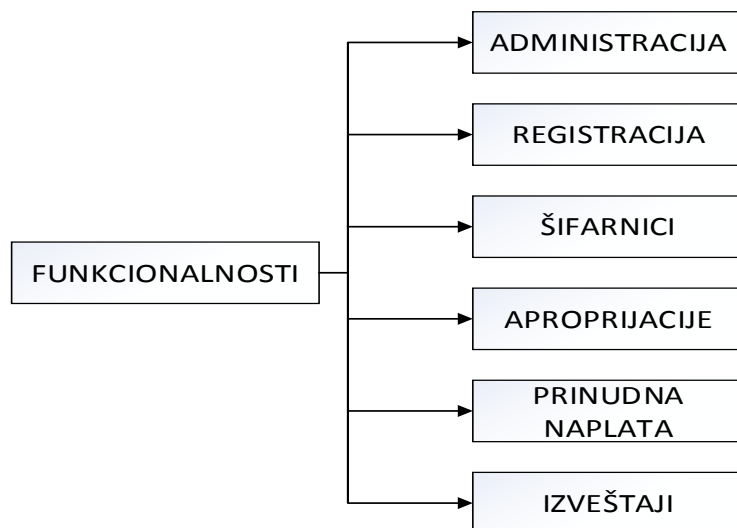 ADMINISTRACIJA
REGISTRACIJA
ŠIFARNICI
FUNKCIONALNOSTI
APROPRIJACIJE
PRINUDNA
NAPLATA
IZVEŠTAJI